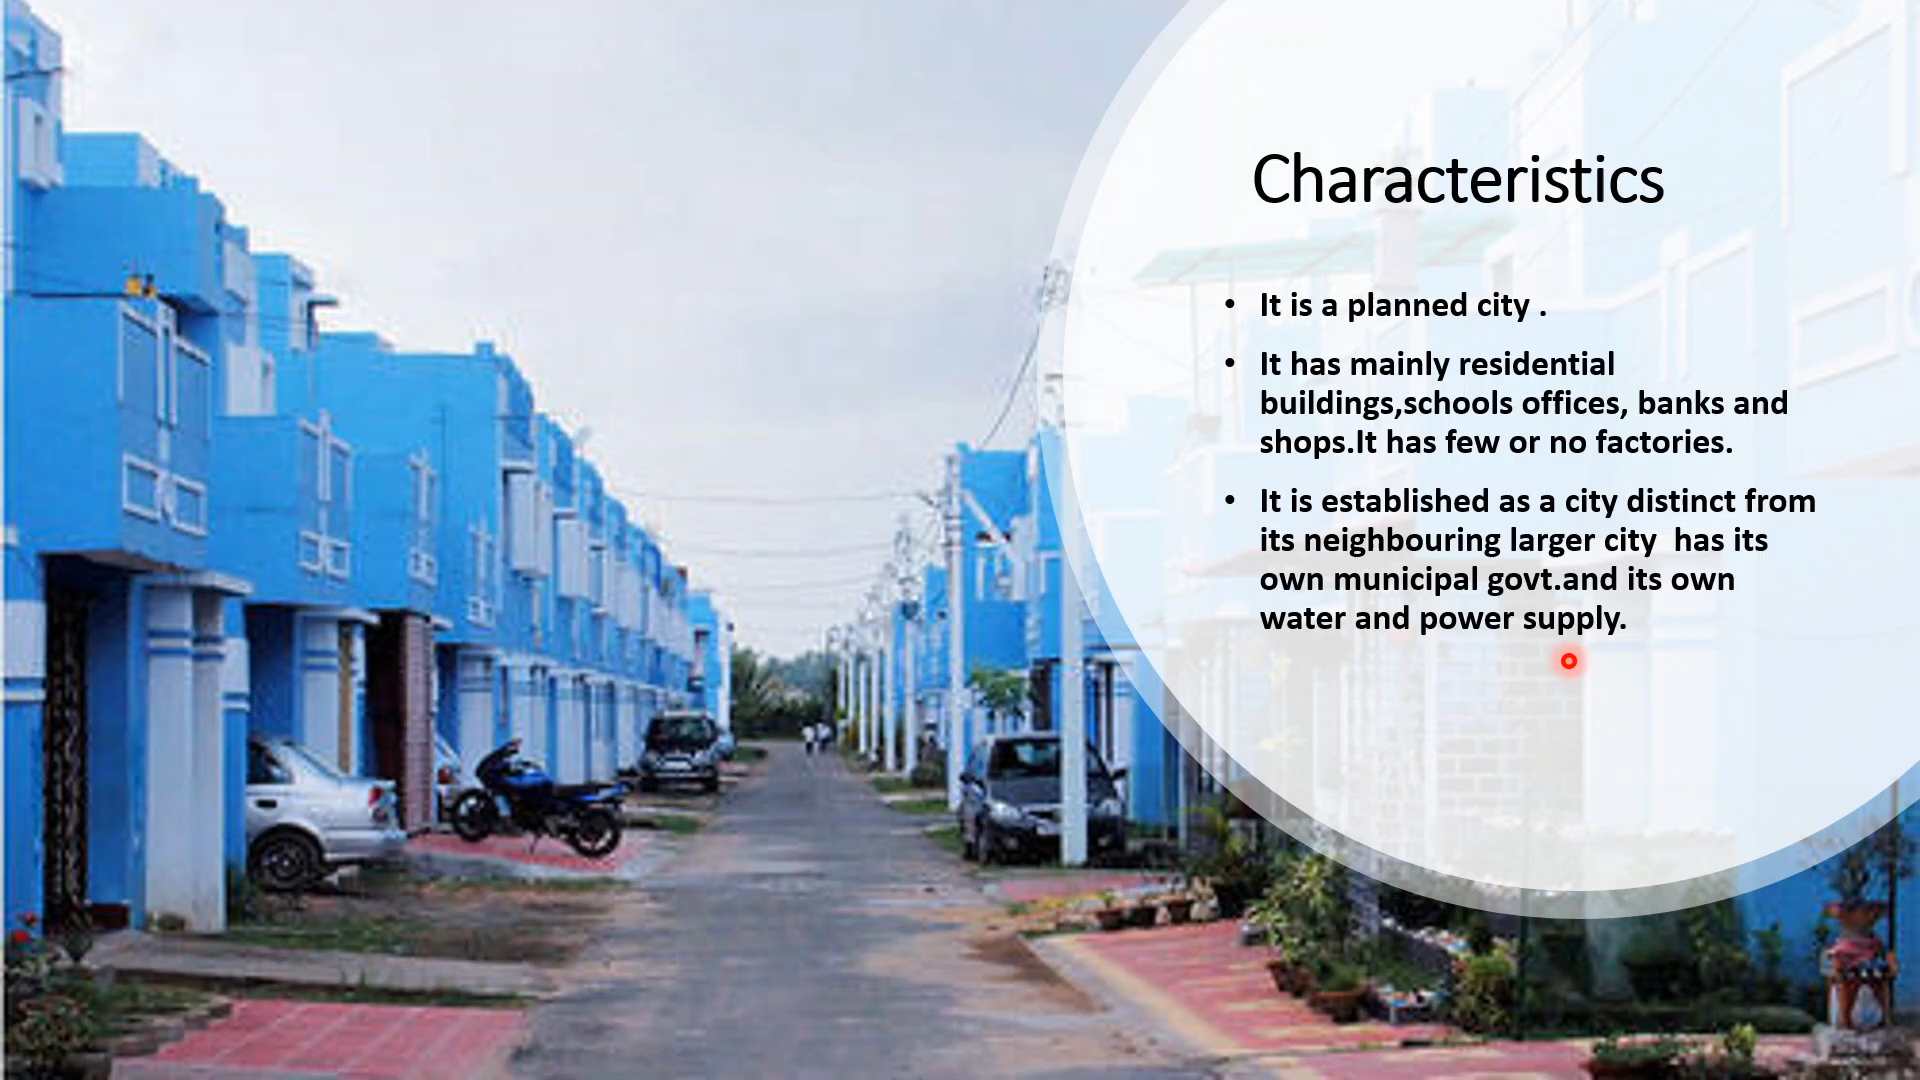 Characteristics
• It is a planned city .
• It has mainly residential
buildings,schools offices, banks and
shops.It has few or no factories.
• It is established as a city distinct from
its neighbouring larger city  has its
own municipal govt.and its own
water and power supply.